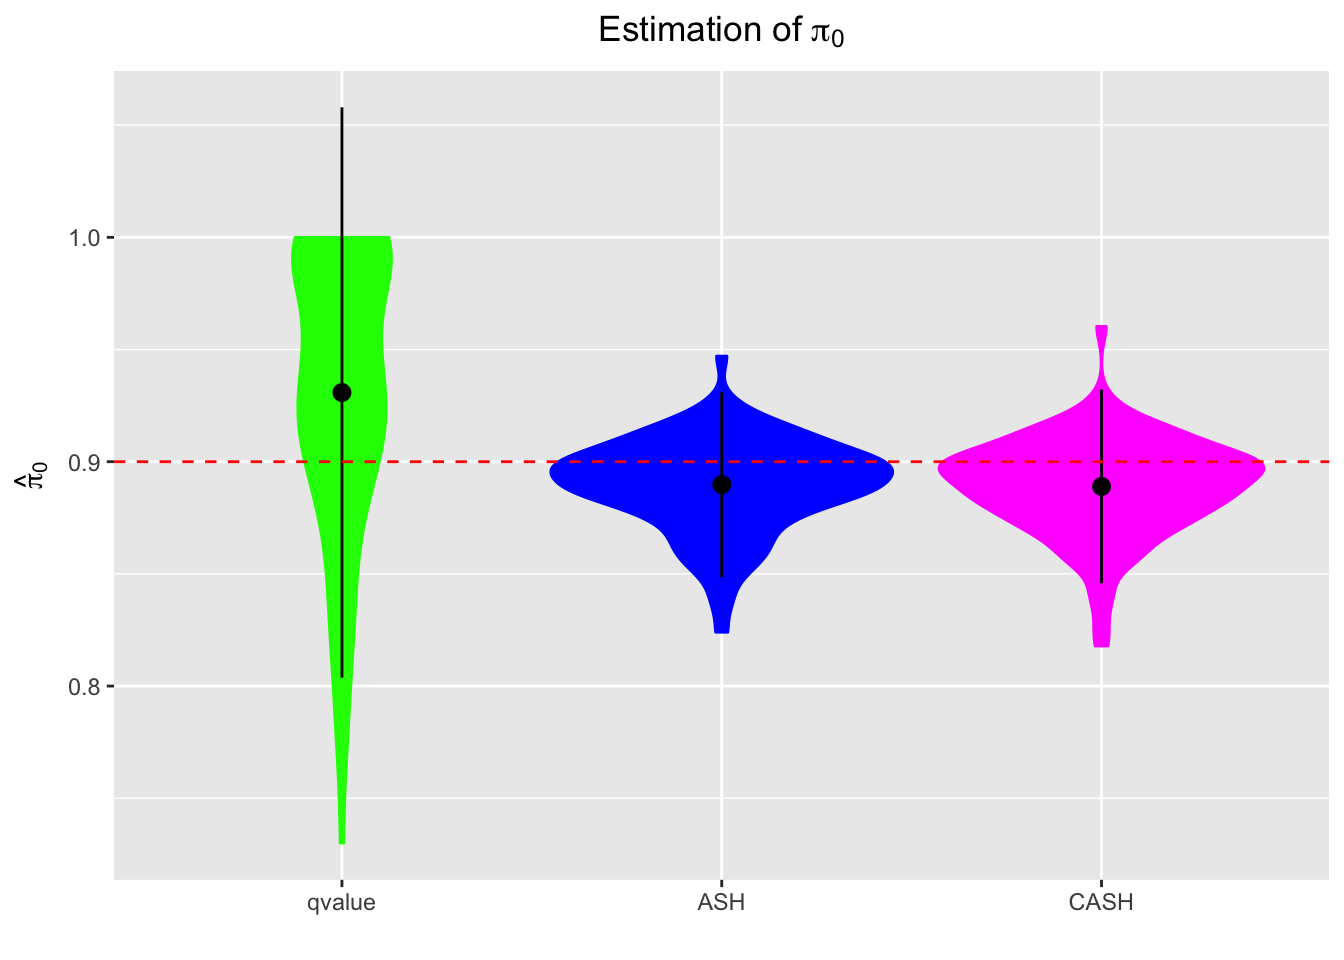 Estimation of π₀
π̂₀
1.0
0.9
0.8
qvalue ASH CASH